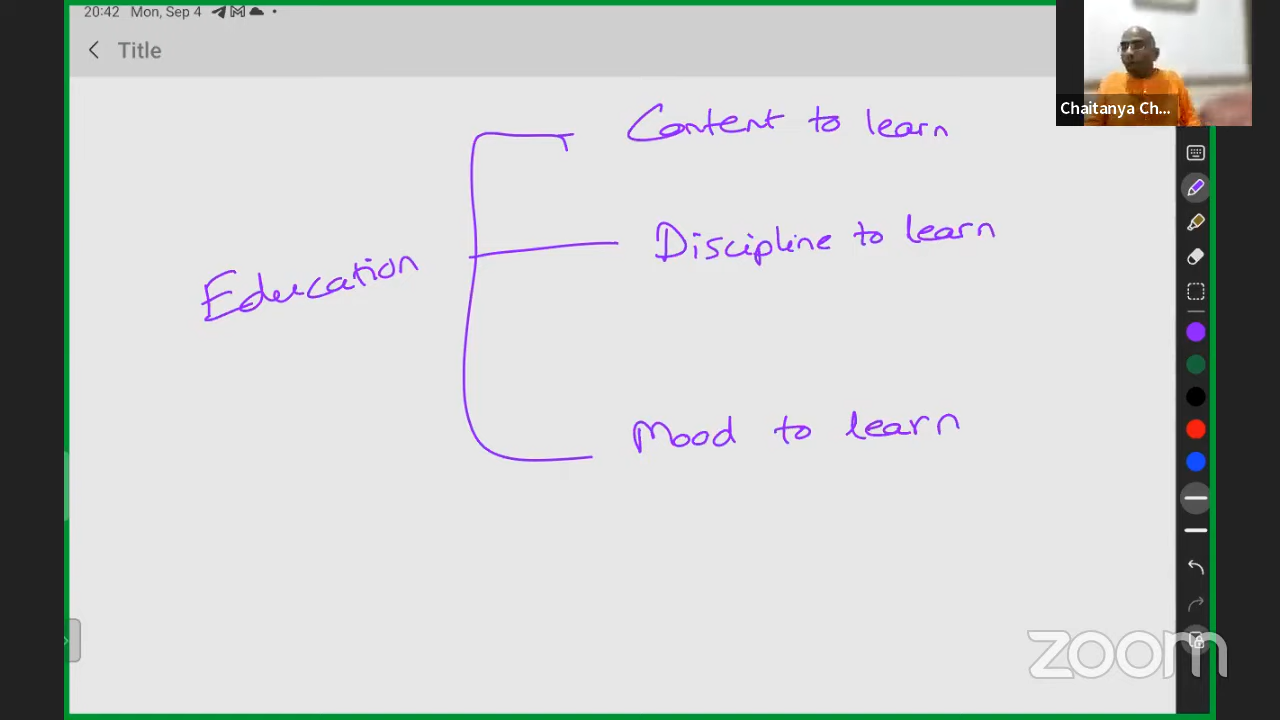 20:42 Mon, Sep 4
Title
Chaitanya Ch...
Content to learn
Discipline to learn
Education
Mood to learn
zoom